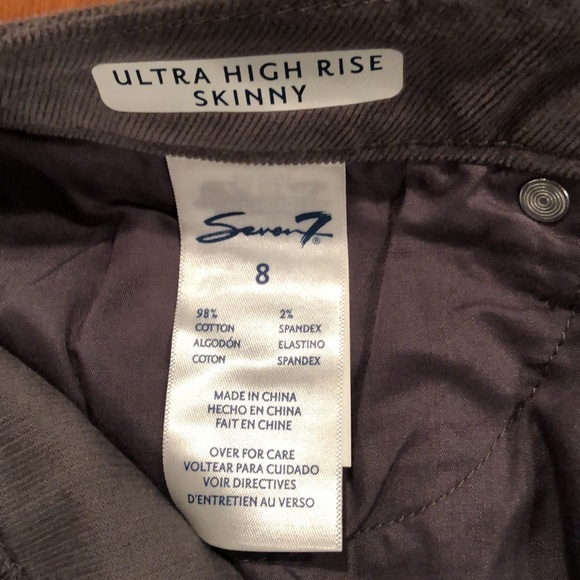 ULTRA HIGH RISE
SKINNY
Seven7®
8
98% 2%
COTTON SPANDEX
ALGODÓN ELASTINO
COTON SPANDEX
MADE IN CHINA
HECHO EN CHINA
FAIT EN CHINE
OVER FOR CARE
VOLTEAR PARA CUIDADO
VOIR DIRECTIVES
D'ENTRETIEN AU VERSO